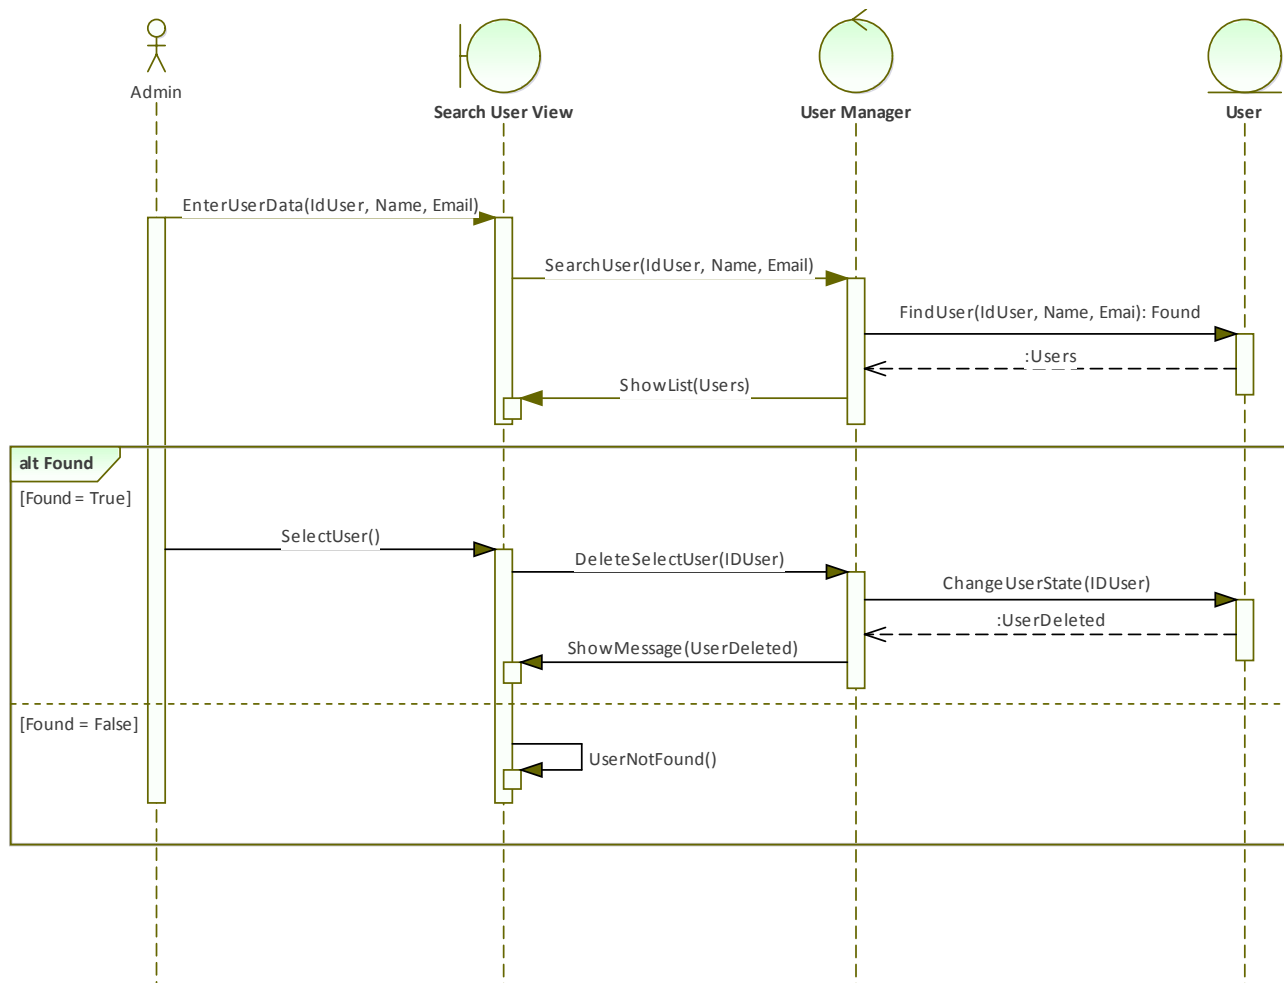 Admin
Search User View
User Manager
User
EnterUserData(IdUser, Name, Email)
SearchUser(IdUser, Name, Email)
FindUser(IdUser, Name, Emai): Found
:Users
ShowList(Users)
alt Found
[Found = True]
SelectUser()
DeleteSelectUser(IDUser)
ChangeUserState(IDUser)
:UserDeleted
ShowMessage(UserDeleted)
[Found = False]
UserNotFound()